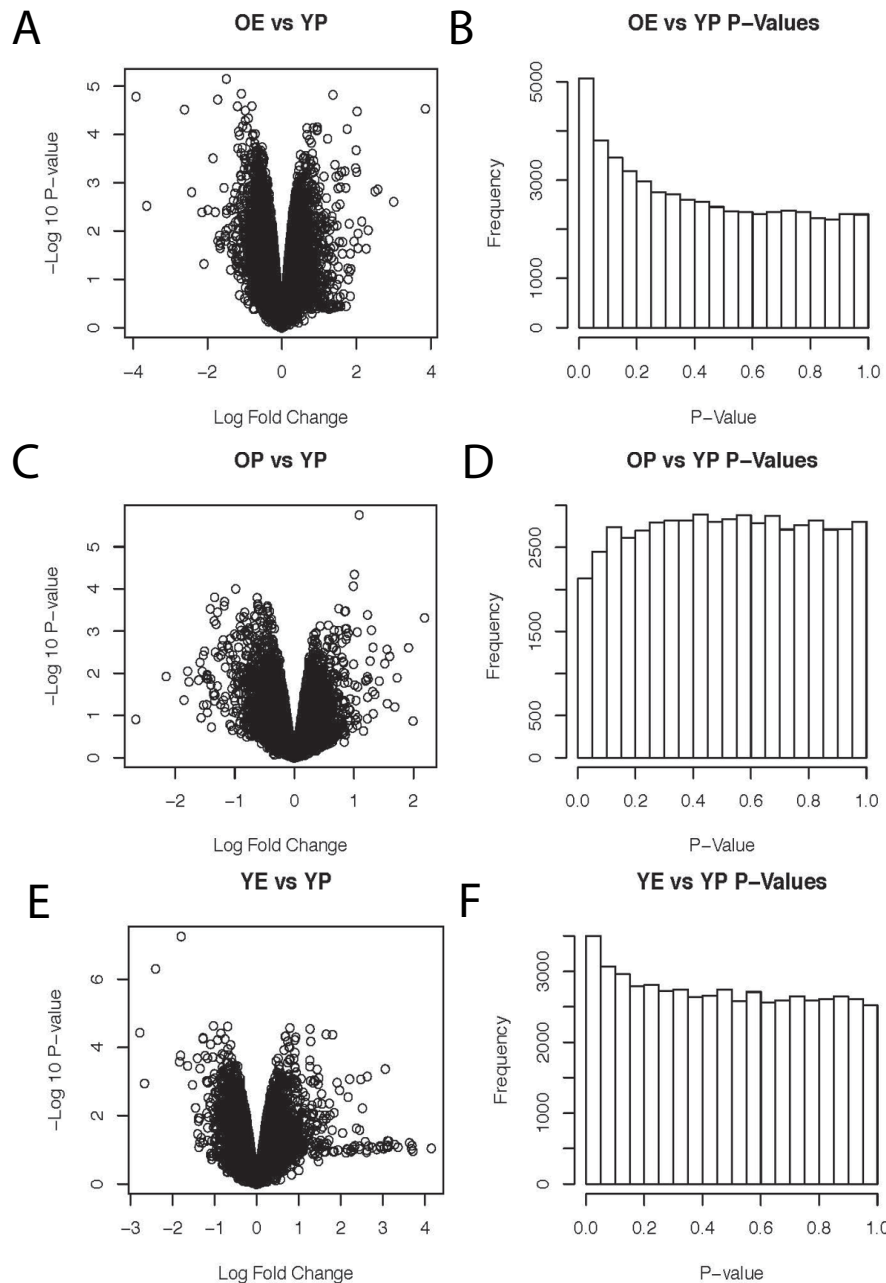 A
OE vs YP
−Log 10 P-value
5
4
3
2
1
0
−4 −2 0 2 4
Log Fold Change
B
OE vs YP P−Values
Frequency
5000
3000
1000
0
0.0 0.2 0.4 0.6 0.8 1.0
P−Value
C
OP vs YP
−Log 10 P-value
5
4
3
2
1
0
−2 −1 0 1 2
Log Fold Change
D
OP vs YP P−Values
Frequency
2500
1500
500
0
0.0 0.2 0.4 0.6 0.8 1.0
P−Value
E
YE vs YP
−Log 10 P-value
6
4
2
0
−3 −2 −1 0 1 2 3 4
Log Fold Change
F
YE vs YP P−Values
Frequency
3000
2000
1000
0
0.0 0.2 0.4 0.6 0.8 1.0
P−value